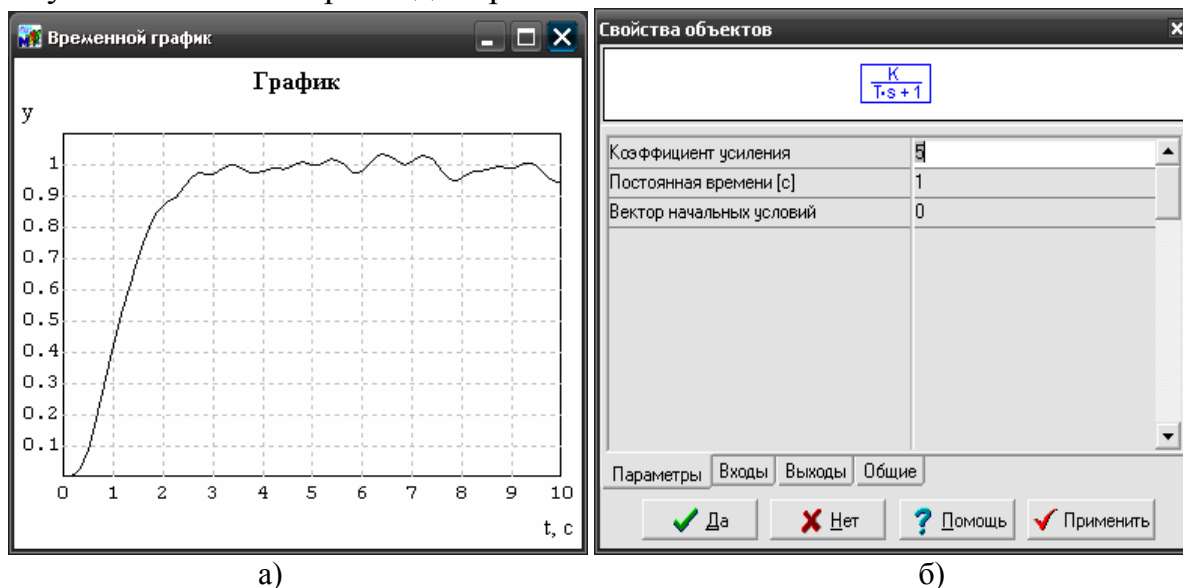 Временной график
График
y
1
0.9
0.8
0.7
0.6
0.5
0.4
0.3
0.2
0.1
0 1 2 3 4 5 6 7 8 9 10
t, c
а)
Свойства объектов
K
T·s + 1
Коэффициент усиления 5
Постоянная времени [с] 1
Вектор начальных условий 0
Параметры Входы Выходы Общие
Да Нет Помощь Применить
б)